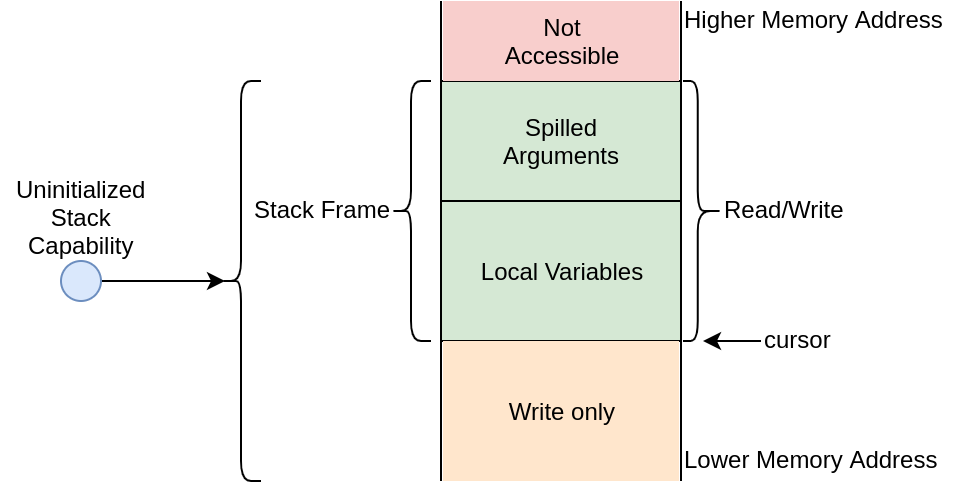 Not
Accessible
Higher Memory Address
Spilled
Arguments
Uninitialized
Stack
Capability
Stack Frame
Read/Write
Local Variables
cursor
Write only
Lower Memory Address